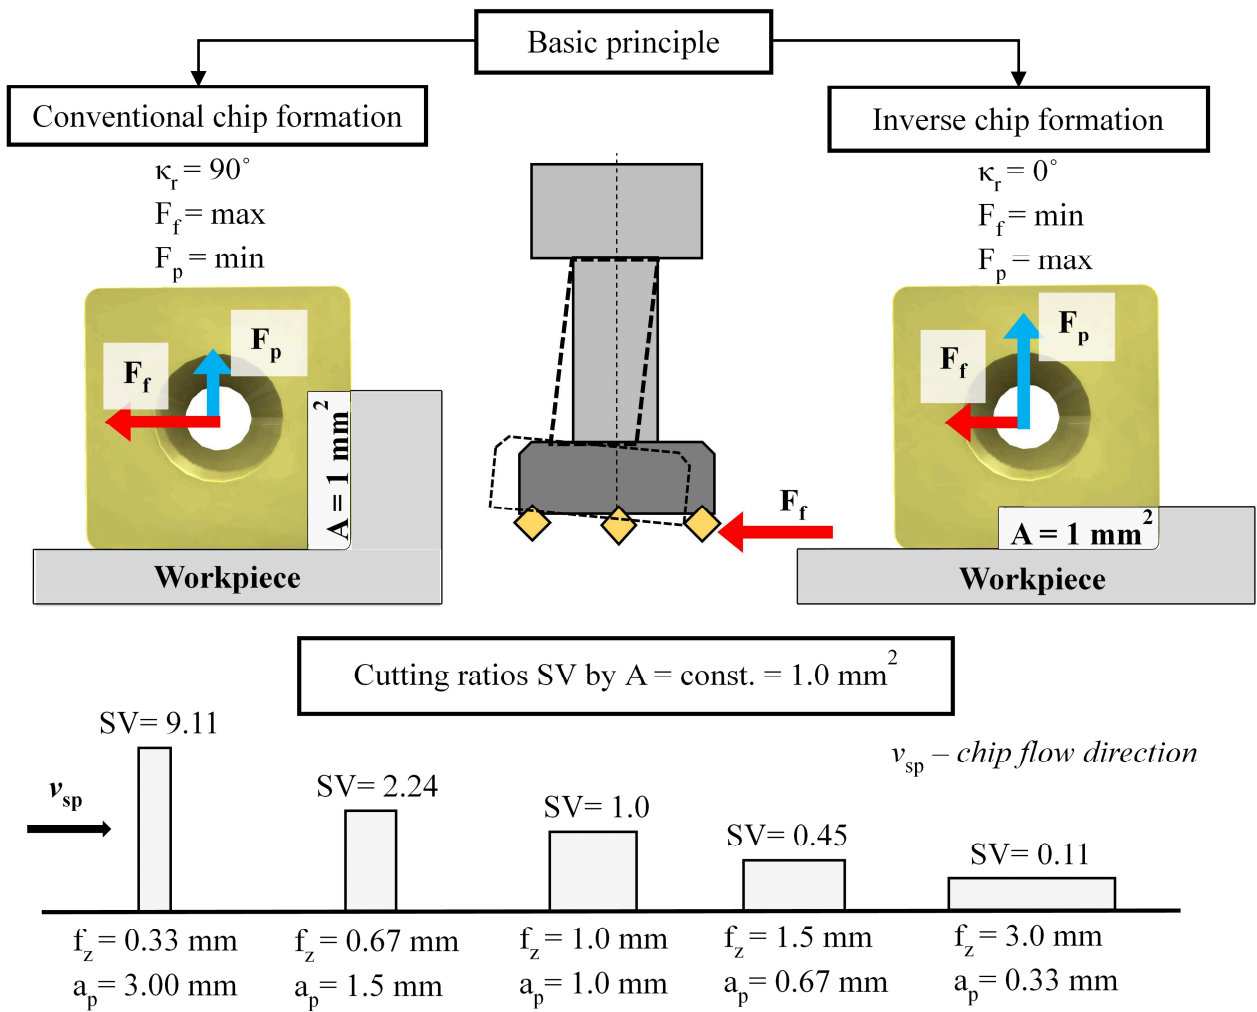 Basic principle
Conventional chip formation
Inverse chip formation
κr = 90°
Ff = max
Fp = min
κr = 0°
Ff = min
Fp = max
Fp
Ff
A = 1 mm2
Workpiece
Ff
Fp
Ff
A = 1 mm2
Workpiece
Cutting ratios SV by A = const. = 1.0 mm2
vsp – chip flow direction
vsp
SV= 9.11
SV= 2.24
SV= 1.0
SV= 0.45
SV= 0.11
fz = 0.33 mm
ap= 3.00 mm
fz = 0.67 mm
ap= 1.5 mm
fz = 1.0 mm
ap= 1.0 mm
fz = 1.5 mm
ap= 0.67 mm
fz = 3.0 mm
ap= 0.33 mm